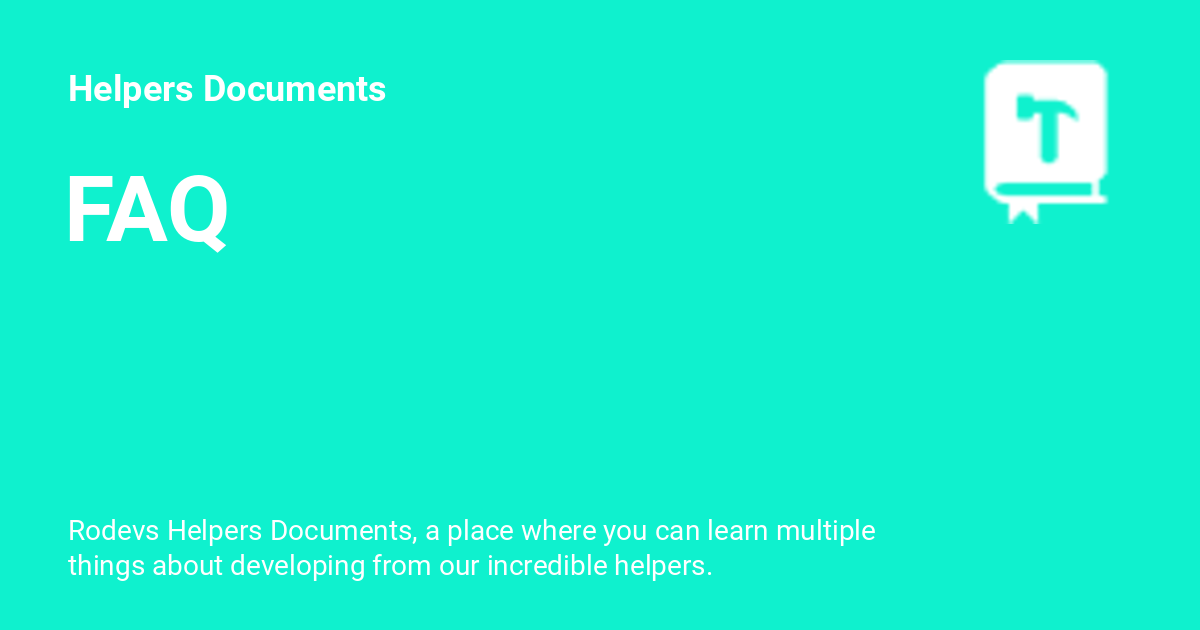 Helpers Documents
FAQ
Rodevs Helpers Documents, a place where you can learn multiple
things about developing from our incredible helpers.